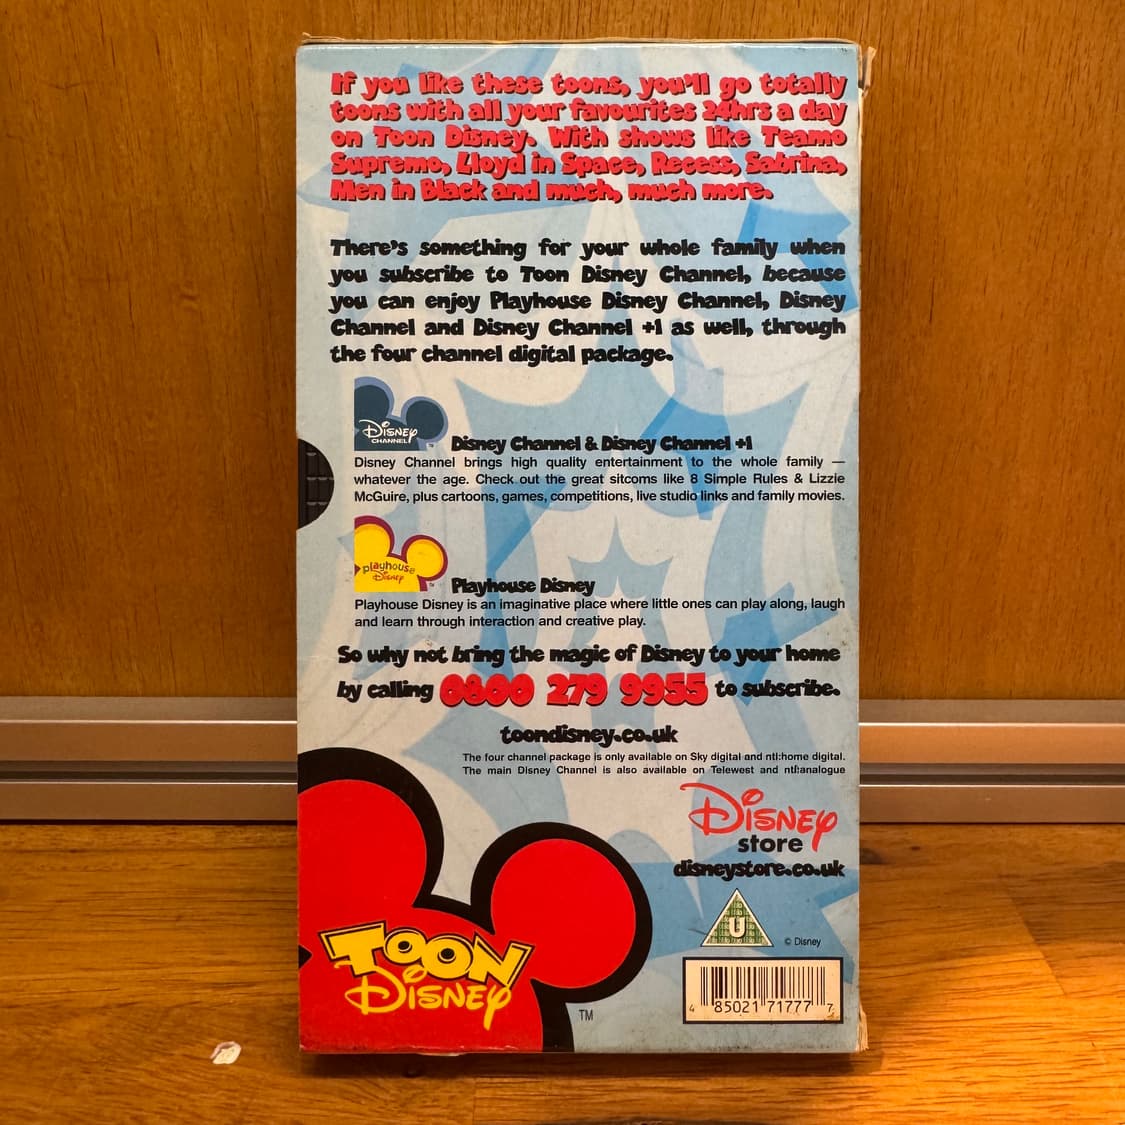 If you like these toons, you'll go totally
toons with all your favourites 24hrs a day
on Toon Disney. With shows like Teamo
Supremo, Lloyd in Space, Recess, Sabrina,
Men in Black and much, much more.
There's something for your whole family when
you subscribe to Toon Disney Channel, because
you can enjoy Playhouse Disney Channel, Disney
Channel and Disney Channel +1 as well, through
the four channel digital package.
Disney
CHANNEL
TM
Disney Channel & Disney Channel +1
Disney Channel brings high quality entertainment to the whole family —
whatever the age. Check out the great sitcoms like 8 Simple Rules & Lizzie
McGuire, plus cartoons, games, competitions, live studio links and family movies.
playhouse
Disney
TM
Playhouse Disney
Playhouse Disney is an imaginative place where little ones can play along, laugh
and learn through interaction and creative play.
So why not bring the magic of Disney to your home
by calling 0800 279 9955 to subscribe.
toondisney.co.uk
The four channel package is only available on Sky digital and ntl:home digital.
The main Disney Channel is also available on Telewest and ntl:analogue
Disney
store
disneystore.co.uk
U
© Disney
TOON
Disney
TM
4 85021 71777 7